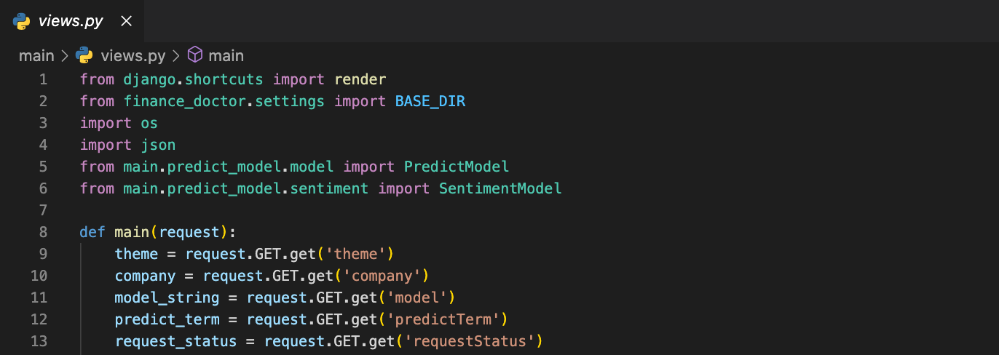 views.py ×
main > views.py > main
1 from django.shortcuts import render
2 from finance_doctor.settings import BASE_DIR
3 import os
4 import json
5 from main.predict_model.model import PredictModel
6 from main.predict_model.sentiment import SentimentModel
7
8 def main(request):
9     theme = request.GET.get('theme')
10     company = request.GET.get('company')
11     model_string = request.GET.get('model')
12     predict_term = request.GET.get('predictTerm')
13     request_status = request.GET.get('requestStatus')